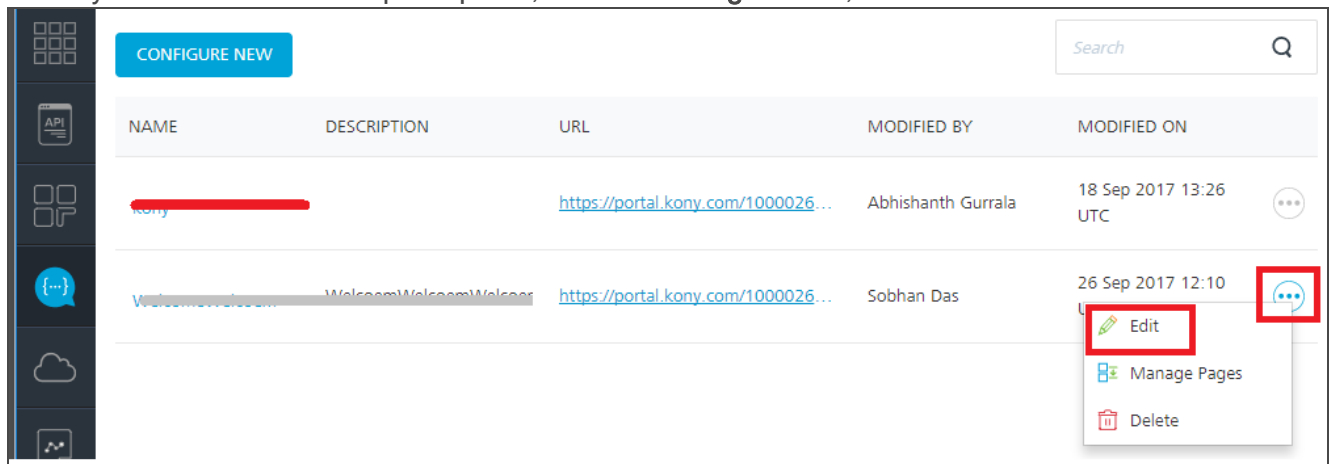 CONFIGURE NEW
Search
API
NAME DESCRIPTION URL MODIFIED BY MODIFIED ON
kony https://portal.kony.com/1000026... Abhishanth Gurrala 18 Sep 2017 13:26
UTC
{...}
WelcoemWelcoemWelcoer https://portal.kony.com/1000026... Sobhan Das 26 Sep 2017 12:10
Edit
Manage Pages
Delete